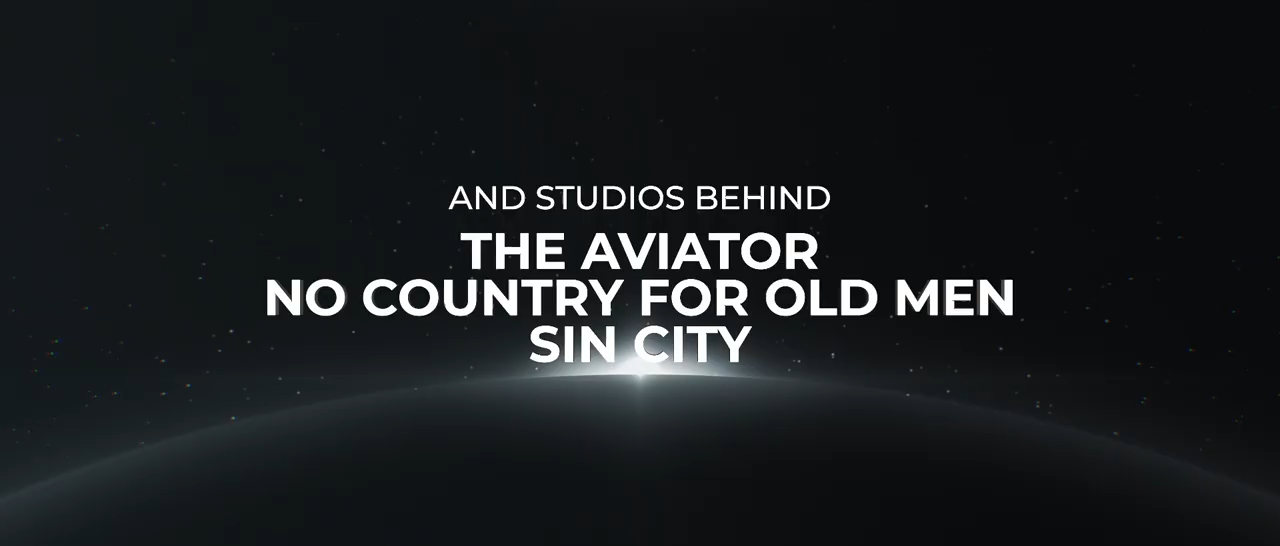 AND STUDIOS BEHIND
THE AVIATOR
NO COUNTRY FOR OLD MEN
SIN CITY